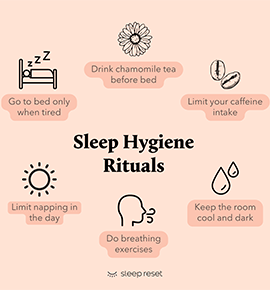 zZZ
Drink chamomile tea
before bed
Go to bed only
when tired
Limit your caffeine
intake
Sleep Hygiene
Rituals
Limit napping in
the day
Keep the room
cool and dark
Do breathing
exercises
sleep reset